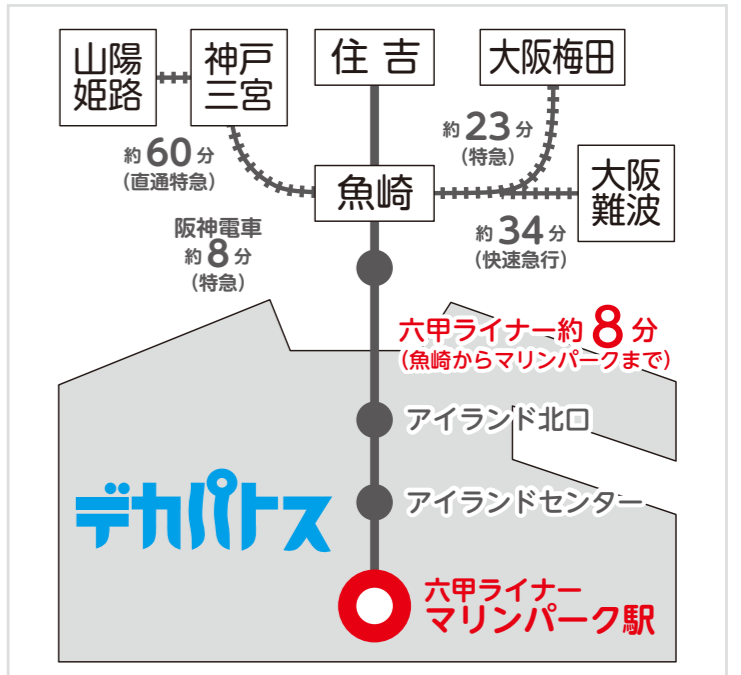 山陽
姫路
神戸
三宮
住吉
大阪梅田
約60分
(直通特急)
約23分
(特急)
魚崎
大阪
難波
阪神電車
約8分
(特急)
約34分
(快速急行)
六甲ライナー約8分
(魚崎からマリンパークまで)
アイランド北口
デカパトス
アイランドセンター
六甲ライナー
マリンパーク駅